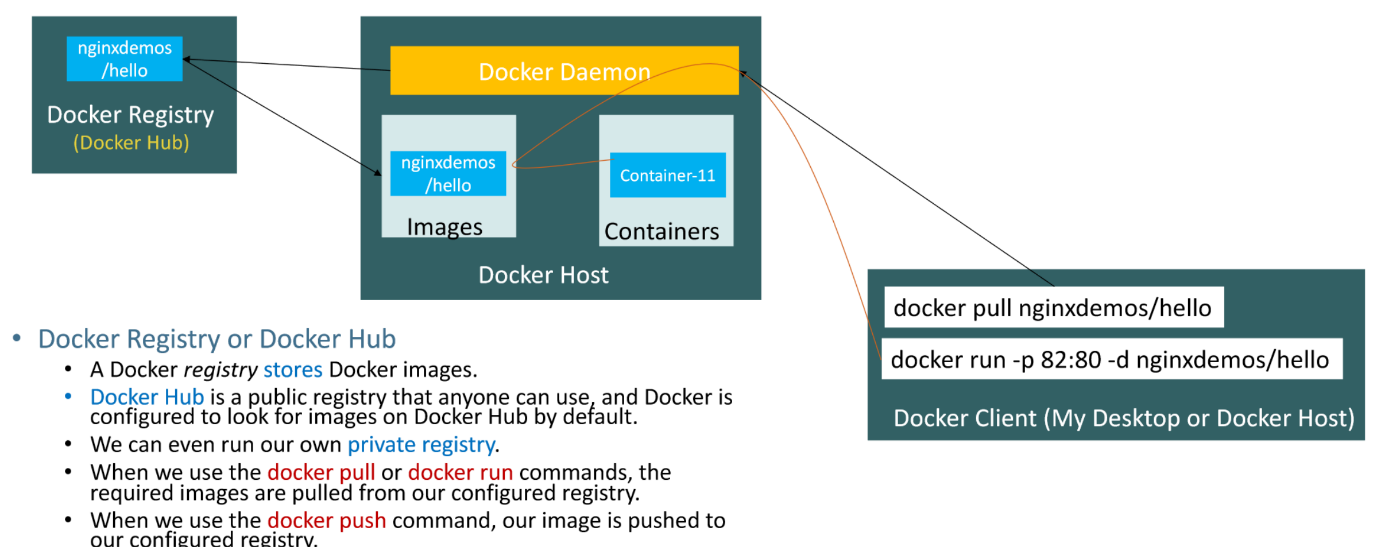 nginxdemos
/hello
Docker Registry
(Docker Hub)
Docker Daemon
nginxdemos
/hello
Images
Container-11
Containers
Docker Host
docker pull nginxdemos/hello
docker run -p 82:80 -d nginxdemos/hello
Docker Client (My Desktop or Docker Host)
• Docker Registry or Docker Hub
• A Docker registry stores Docker images.
• Docker Hub is a public registry that anyone can use, and Docker is
configured to look for images on Docker Hub by default.
• We can even run our own private registry.
• When we use the docker pull or docker run commands, the
required images are pulled from our configured registry.
• When we use the docker push command, our image is pushed to
our configured registry.